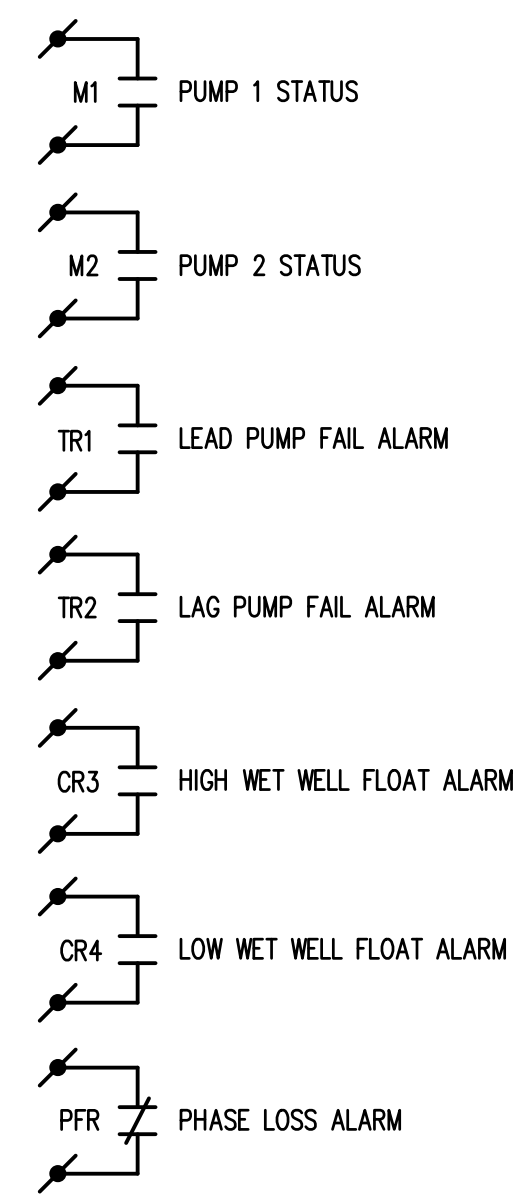 M1 PUMP 1 STATUS
M2 PUMP 2 STATUS
TR1 LEAD PUMP FAIL ALARM
TR2 LAG PUMP FAIL ALARM
CR3 HIGH WET WELL FLOAT ALARM
CR4 LOW WET WELL FLOAT ALARM
PFR PHASE LOSS ALARM